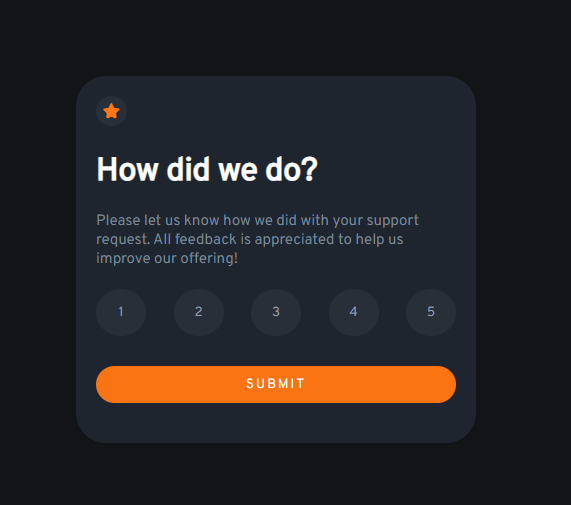 How did we do?
Please let us know how we did with your support
request. All feedback is appreciated to help us
improve our offering!
1 2 3 4 5
SUBMIT